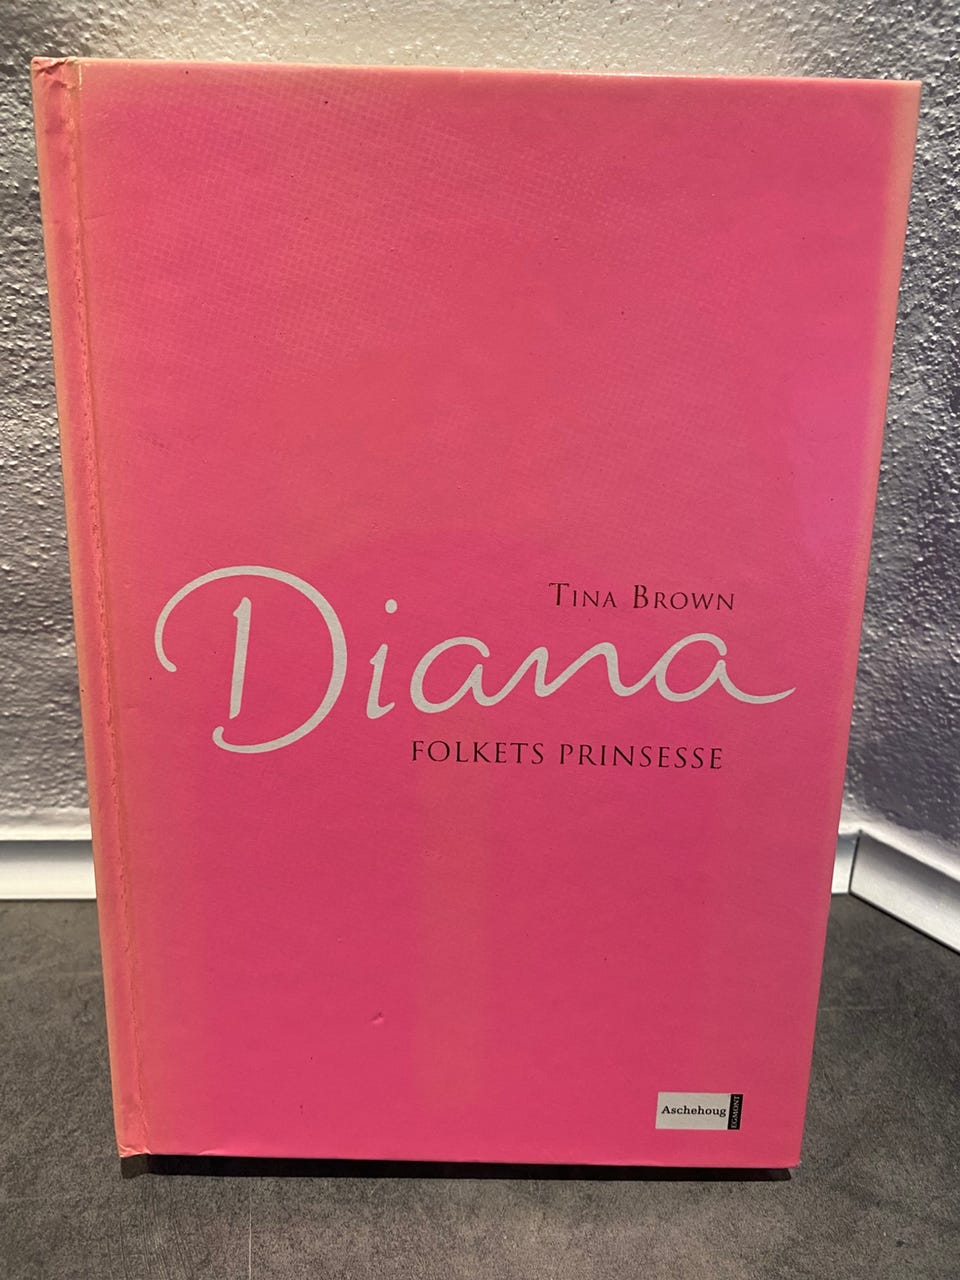 TINA BROWN
Diana
FOLKETS PRINSESSE
Aschehoug
EGMONT